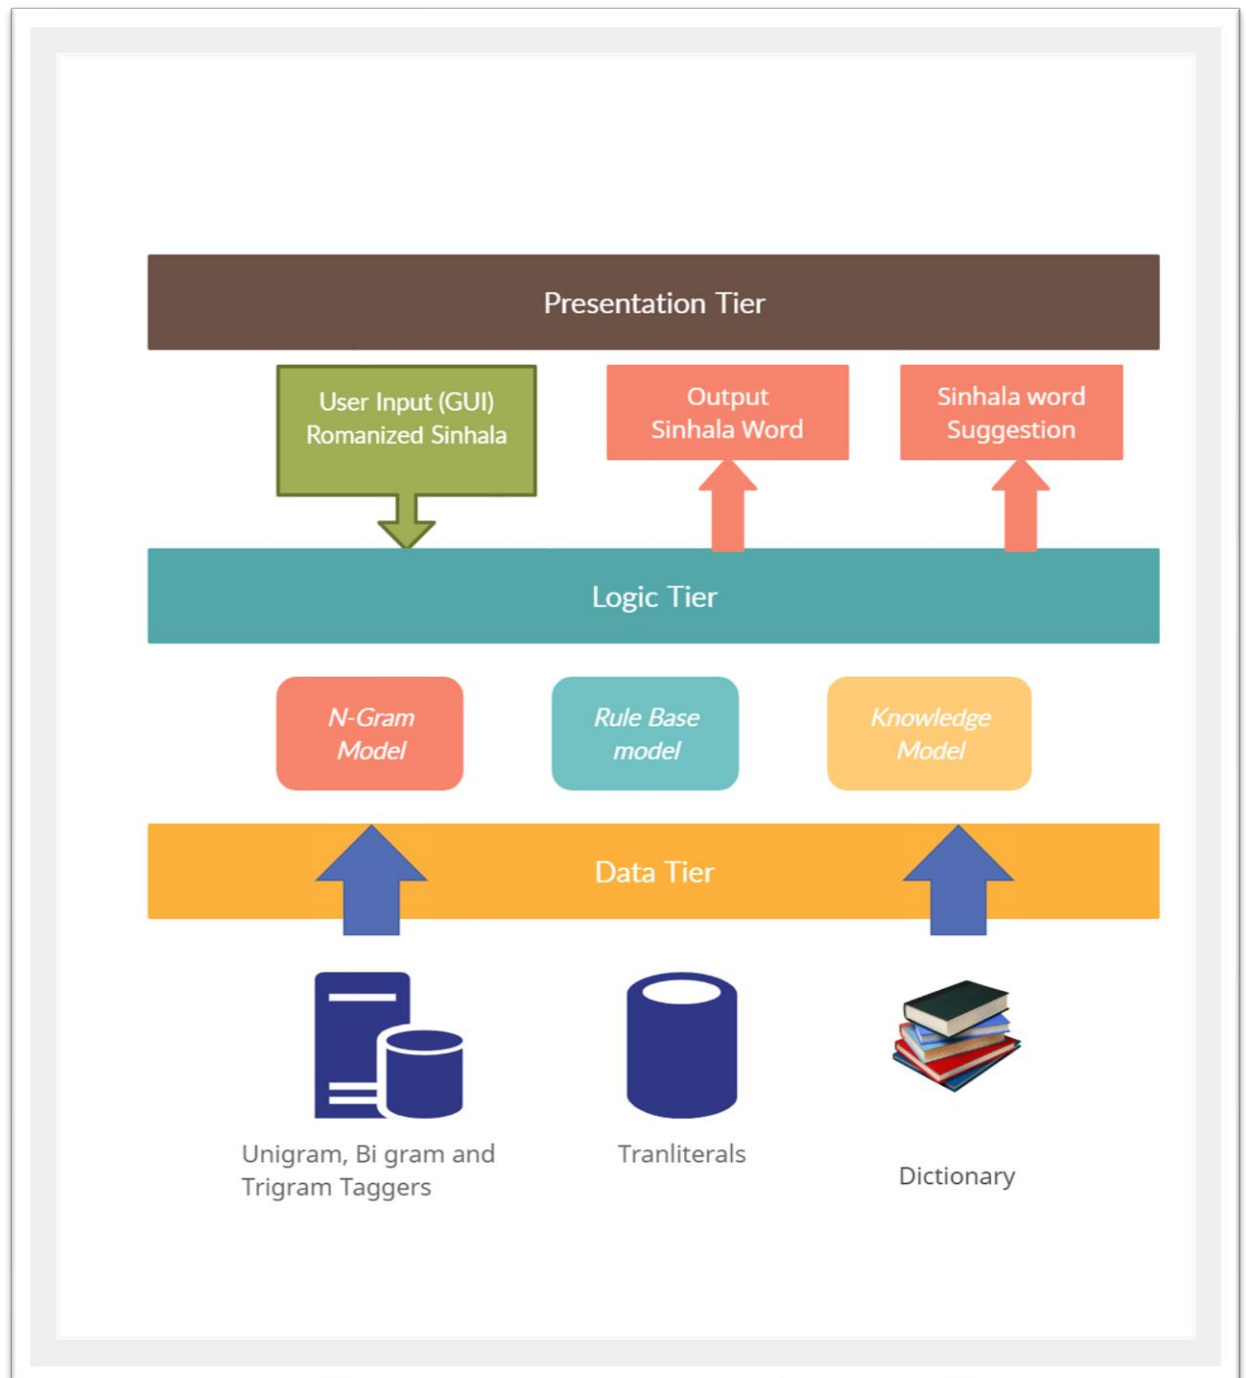 Presentation Tier
User Input (GUI)
Romanized Sinhala
Output
Sinhala Word
Sinhala word
Suggestion
Logic Tier
N-Gram
Model
Rule Base
model
Knowledge
Model
Data Tier
Unigram, Bi gram and
Trigram Taggers
Tranliterals
Dictionary